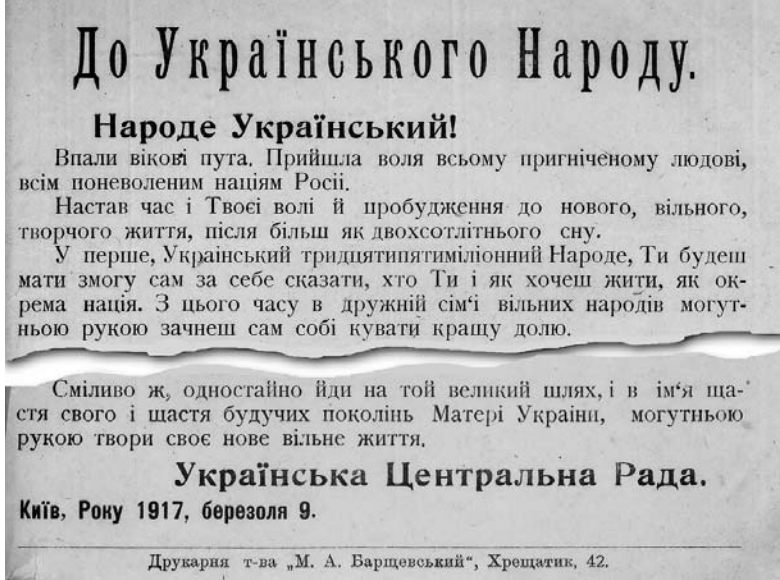 До Українського Народу.
Народе Український!
Впали вікові пута. Прийшла воля всьому пригніченому людові,
всім поневоленим націям Росії.
Настав час і Твоєї волі й пробудження до нового, вільного,
творчого життя, після більш як двохсотлітнього сну.
У перше, Український тридцятипятиміліонний Народе, Ти будеш
мати змогу сам за себе сказати, хто Ти і як хочеш жити, як ок-
рема нація. З цього часу в дружній сім‘ї вільних народів могут-
ньою рукою зачнеш сам собі кувати кращу долю.
Сміливо ж, одностайно йди на той великий шлях, і в ім‘я ща-
стя свого і щастя будучих поколінь Матері України, могутньою
рукою твори своє нове вільне життя.
Українська Центральна Рада.
Київ, Року 1917, березоля 9.
Друкарня т-ва „М. А. Барщевський“, Хрещатик, 42.